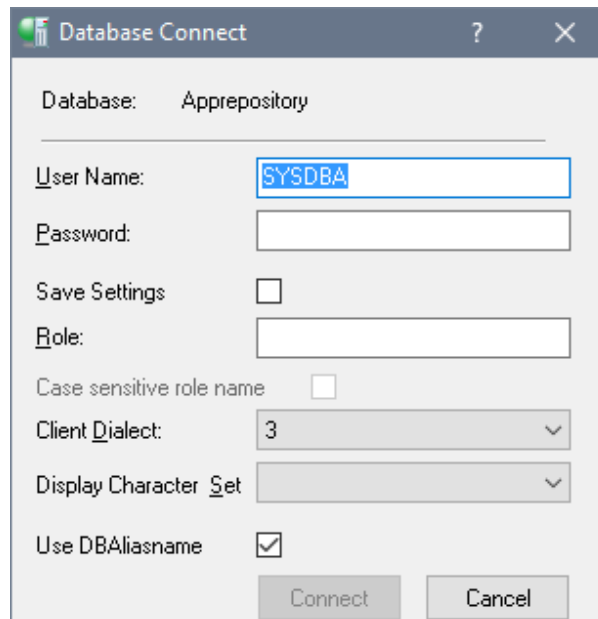 Database Connect ?
Database: Apprepository
User Name: SYSDBA
Password:
Save Settings
Role:
Case sensitive role name
Client Dialect: 3
Display Character Set
Use DBAliasname
Connect Cancel